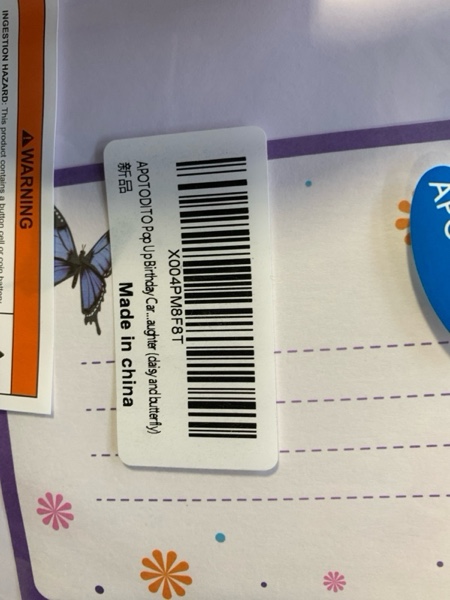 X004PM8F8T
APOTODITO Pop Up Birthday Car...aughter (daisy and butterfly)
新品
Made in china
⚠WARNING
INGESTION HAZARD: This product contains a button cell or coin battery
APO